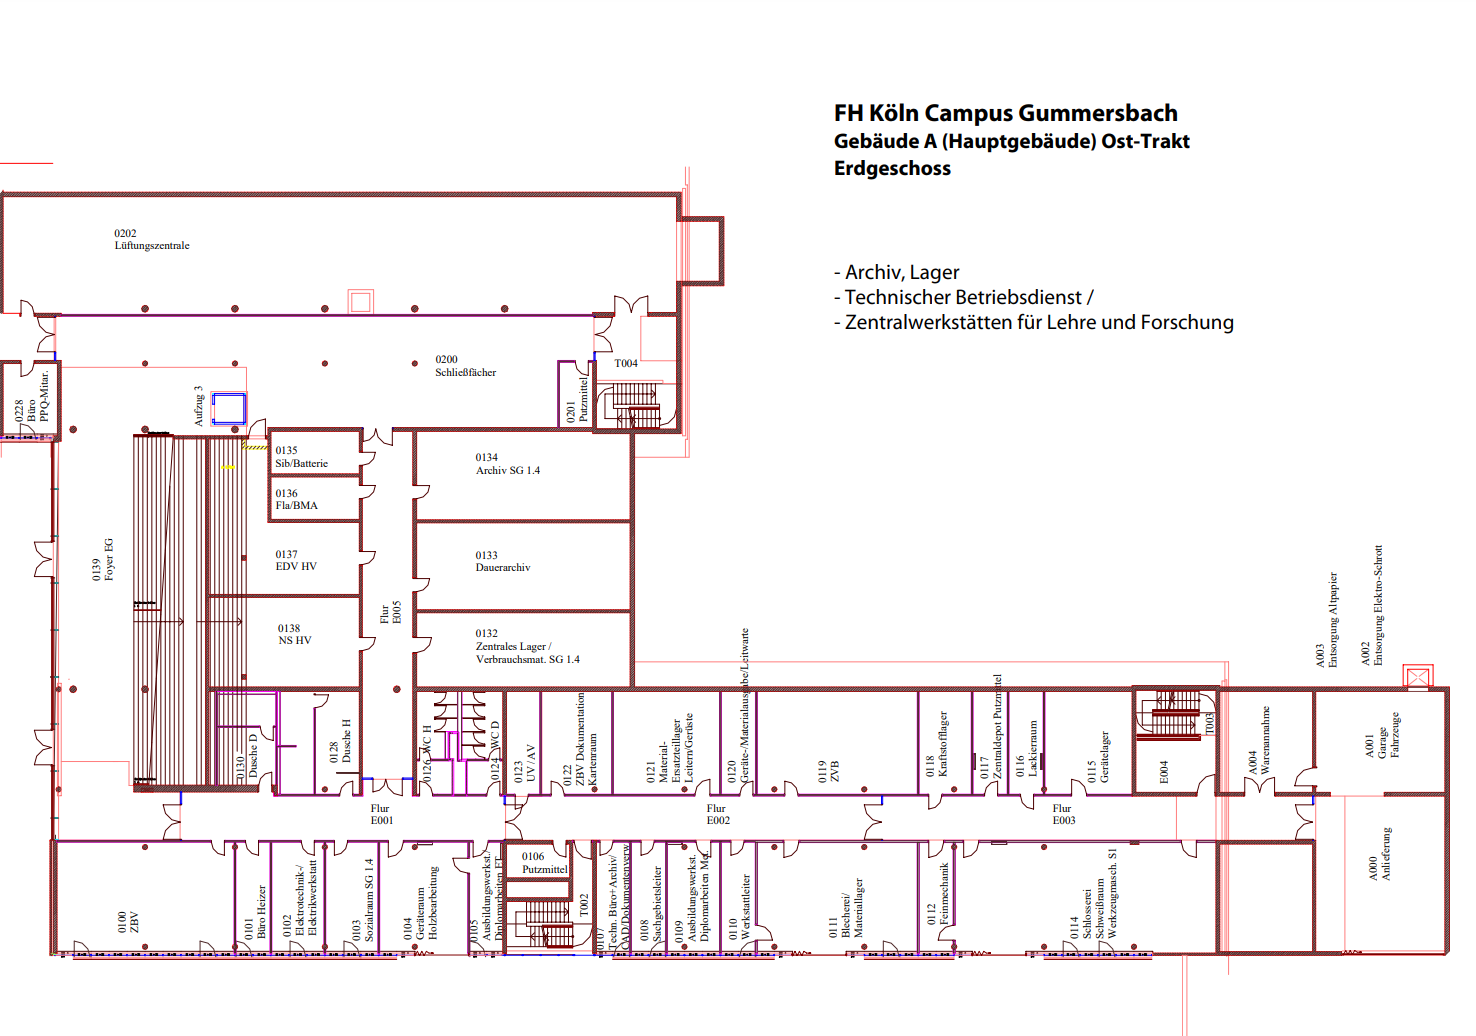 FH Köln Campus Gummersbach
Gebäude A (Hauptgebäude) Ost-Trakt
Erdgeschoss
- Archiv, Lager
- Technischer Betriebsdienst /
- Zentralwerkstätten für Lehre und Forschung
0202
Lüftungszentrale
0200
Schließfächer
T004
0201
Putzmittel
0228
Büro
PPQ-Mitar.
Aufzug 3
0135
Sib/Batterie
0136
Fla/BMA
0137
EDV HV
0138
NS HV
0139
Foyer EG
0134
Archiv SG 1.4
0133
Dauerarchiv
0132
Zentrales Lager /
Verbrauchsmat. SG 1.4
Flur
E005
0130
Dusche D
0128
Dusche H
0126 WC H
0124 WC D
0123
UV/AV
0122
ZBV Dokumentation
Kartenraum
0121
Material-
Ersatzteillager
Leitern/Gerüste
0120
Geräte-/Materialausgabe/Leitwarte
0119
ZVB
0118
Kraftstofflager
0117
Zentraldepot Putzmittel
0116
Lackierraum
0115
Gerätelager
E004
T003
A004
Warenannahme
A003
Entsorgung Altpapier
A002
Entsorgung Elektro-Schrott
A001
Garage
Fahrzeuge
A000
Anlieferung
Flur
E001
Flur
E002
Flur
E003
0100
ZBV
0101
Büro Heizer
0102
Elektrotechnik-/
Elektrikwerkstatt
0103
Sozialraum SG 1.4
0104
Geräteraum
Holzbearbeitung
0105
Ausbildungswerkst.
Diplomarbeiten ET
0106
Putzmittel
T002
0107
Techn. Büro+Archiv/
CAD/Dokumentenverw.
0108
Sachgebietsleiter
0109
Ausbildungswerkst.
Diplomarbeiten
0110
Werkstattleiter
0111
Blecherei/
Materiallager
0112
Feinmechanik
0114
Schlosserei
Schweißraum
Werkzeugmasch. S1